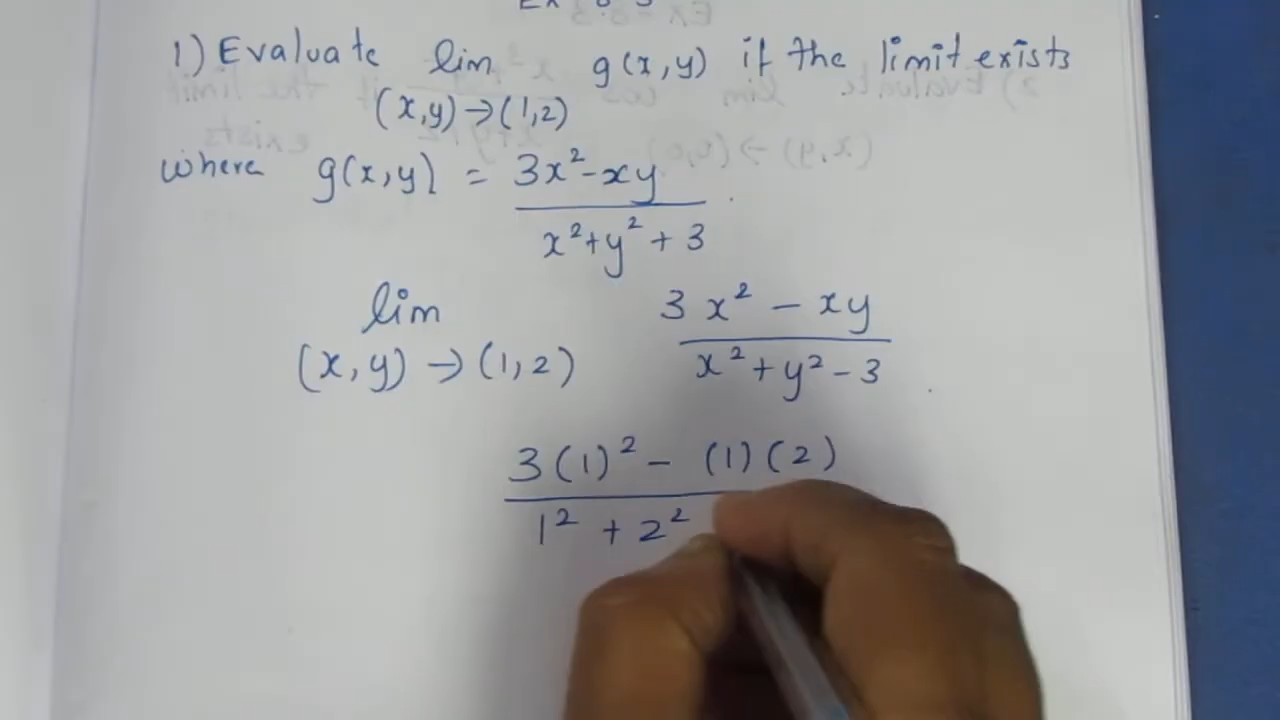 1) Evaluate lim g(x,y) if the limit exists
(x,y)→(1,2)
where g(x,y) = 3x²-xy
x²+y²+3
lim 3x² - xy
(x,y)→(1,2) x²+y²-3
3(1)² - (1)(2)
1² + 2²